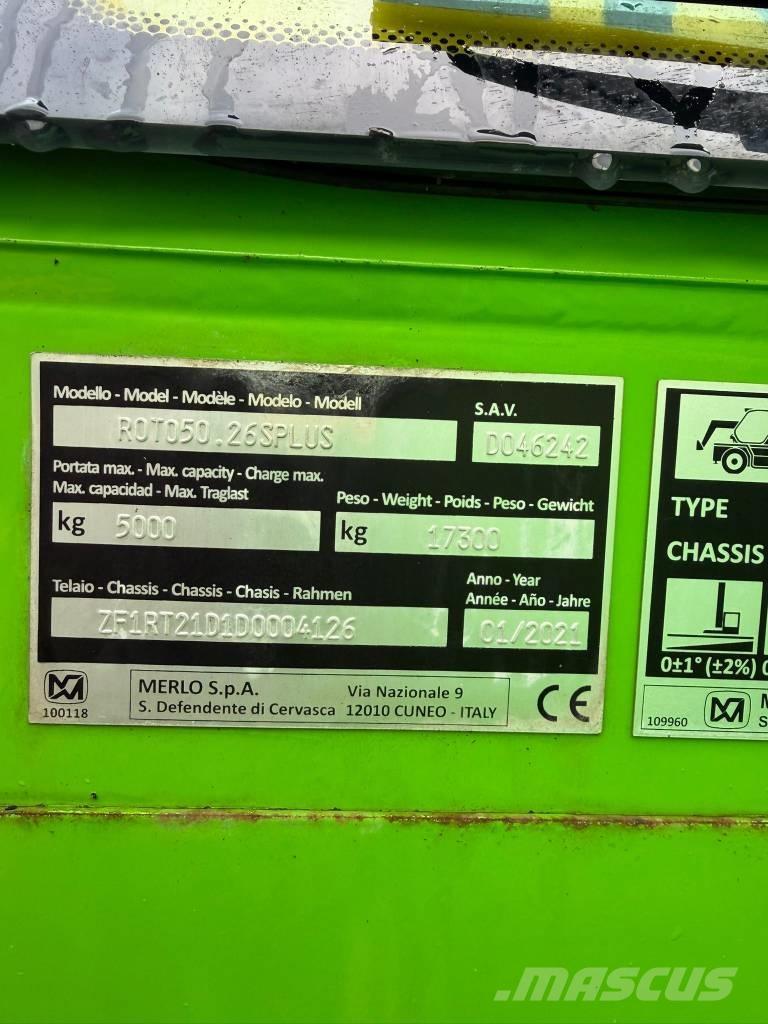 Modello - Model - Modèle - Modelo - Modell
S.A.V.
ROTO50.26SPLUS
D046242
Portata max. - Max. capacity - Charge max.
Max. capacidad - Max. Traglast
Peso - Weight - Poids - Peso - Gewicht
kg 5000
kg 17300
Telaio - Chassis - Chassis - Chasis - Rahmen
Anno - Year
Année - Año - Jahre
ZF1RT21D1D0004126
01/2021
100118
MERLO S.p.A. Via Nazionale 9
S. Defendente di Cervasca 12010 CUNEO - ITALY
CE
TYPE
CHASSIS
0±1° (±2%)
109960
MASCUS